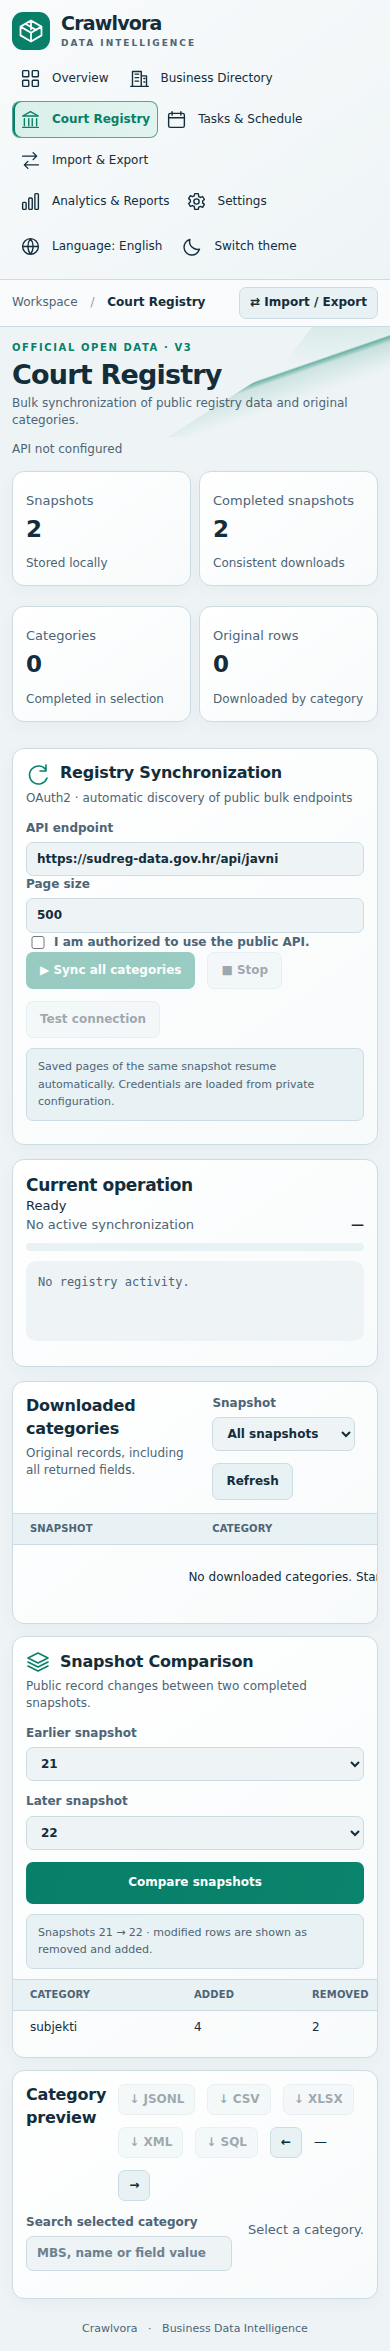 Crawlvora
DATA INTELLIGENCE
Overview
Business Directory
Court Registry
Tasks & Schedule
Import & Export
Analytics & Reports
Settings
Language: English
Switch theme
Workspace / Court Registry
⇄ Import / Export
OFFICIAL OPEN DATA · V3
Court Registry
Bulk synchronization of public registry data and original
categories.
API not configured
Snapshots
2
Stored locally
Completed snapshots
2
Consistent downloads
Categories
0
Completed in selection
Original rows
0
Downloaded by category
Registry Synchronization
OAuth2 · automatic discovery of public bulk endpoints
API endpoint
https://sudreg-data.gov.hr/api/javni
Page size
500
I am authorized to use the public API.
▶ Sync all categories
■ Stop
Test connection
Saved pages of the same snapshot resume
automatically. Credentials are loaded from private
configuration.
Current operation
Ready
No active synchronization —
No registry activity.
Downloaded
categories
Original records, including
all returned fields.
Snapshot
All snapshots
Refresh
SNAPSHOT CATEGORY
No downloaded categories. Star
Snapshot Comparison
Public record changes between two completed
snapshots.
Earlier snapshot
21
Later snapshot
22
Compare snapshots
Snapshots 21 → 22 · modified rows are shown as
removed and added.
CATEGORY ADDED REMOVED
subjekti 4 2
Category
preview
↓ JSONL ↓ CSV ↓ XLSX
↓ XML ↓ SQL ← —
→
Search selected category
MBS, name or field value
Select a category.
Crawlvora · Business Data Intelligence